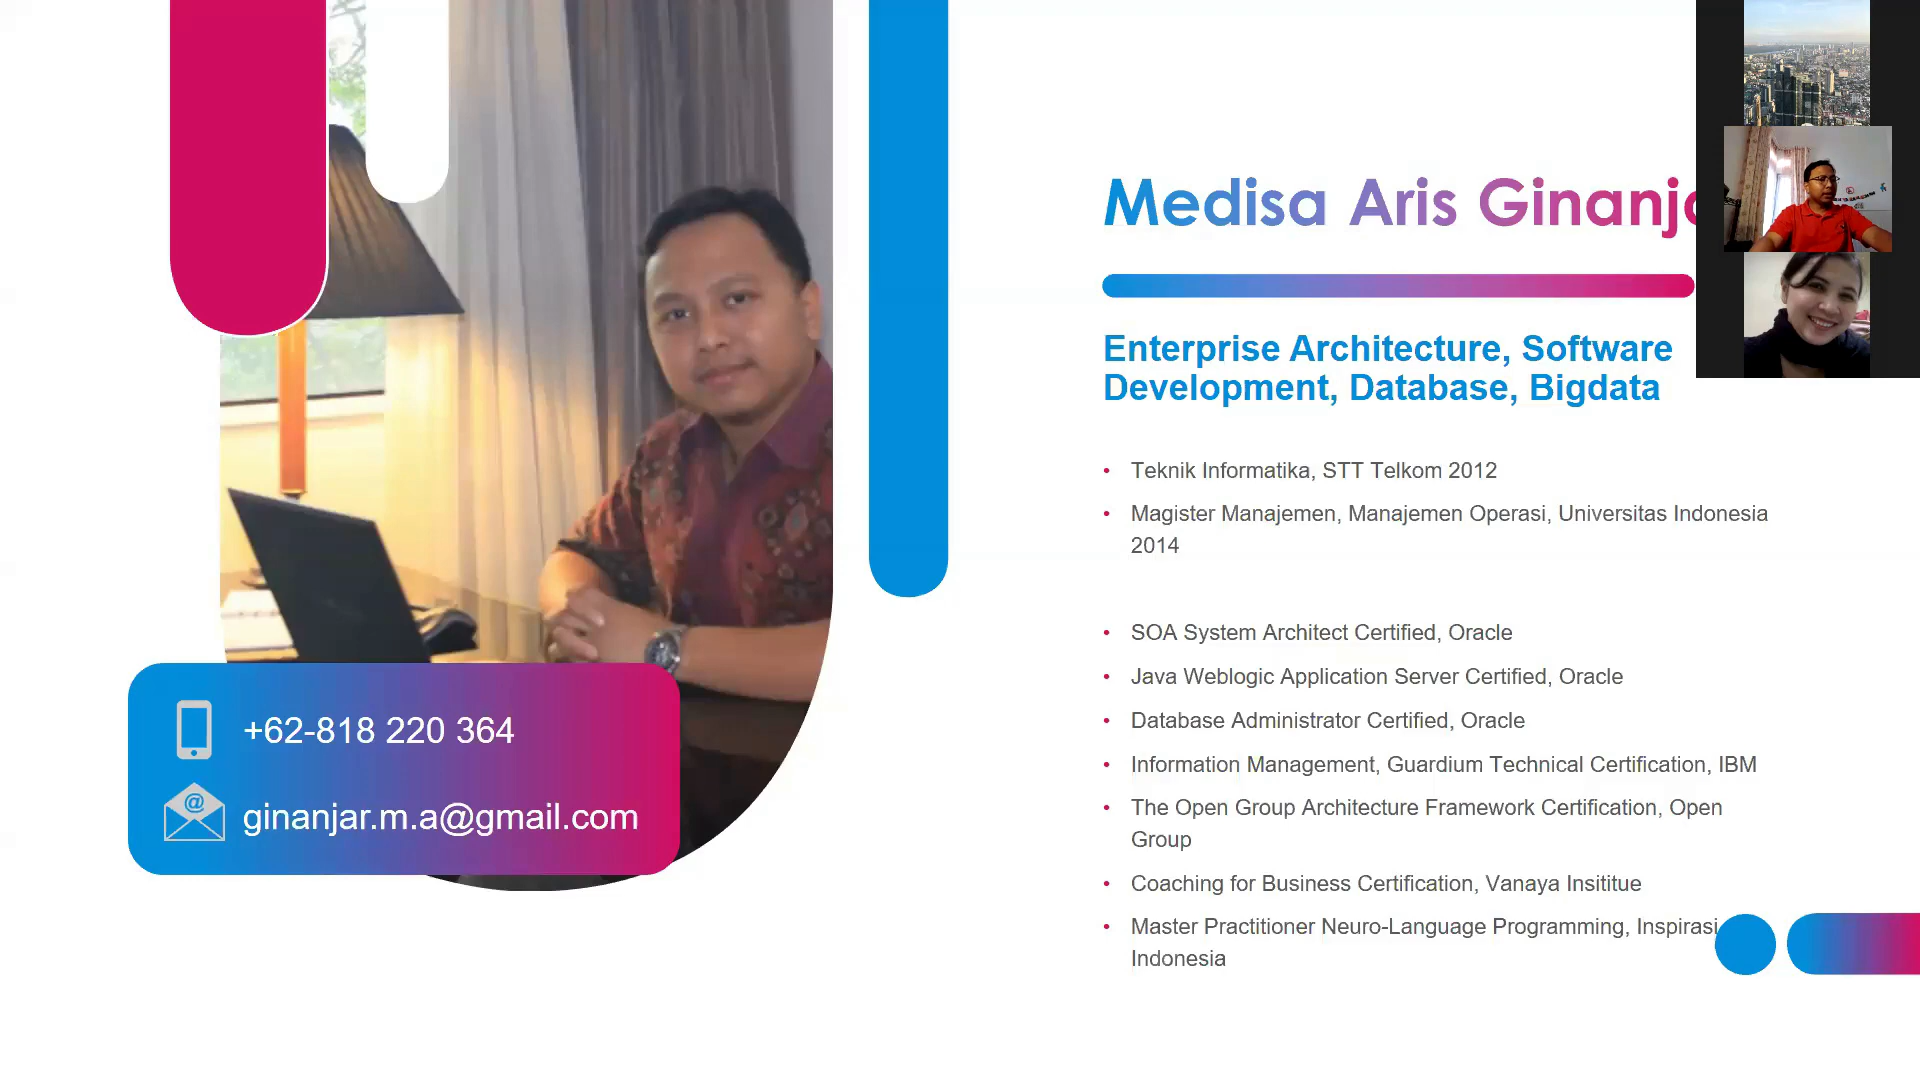 Medisa Aris Ginanja
Enterprise Architecture, Software
Development, Database, Bigdata
• Teknik Informatika, STT Telkom 2012
• Magister Manajemen, Manajemen Operasi, Universitas Indonesia
2014
• SOA System Architect Certified, Oracle
• Java Weblogic Application Server Certified, Oracle
• Database Administrator Certified, Oracle
• Information Management, Guardium Technical Certification, IBM
• The Open Group Architecture Framework Certification, Open
Group
• Coaching for Business Certification, Vanaya Insititue
• Master Practitioner Neuro-Language Programming, Inspirasi
Indonesia
+62-818 220 364
@
ginanjar.m.a@gmail.com